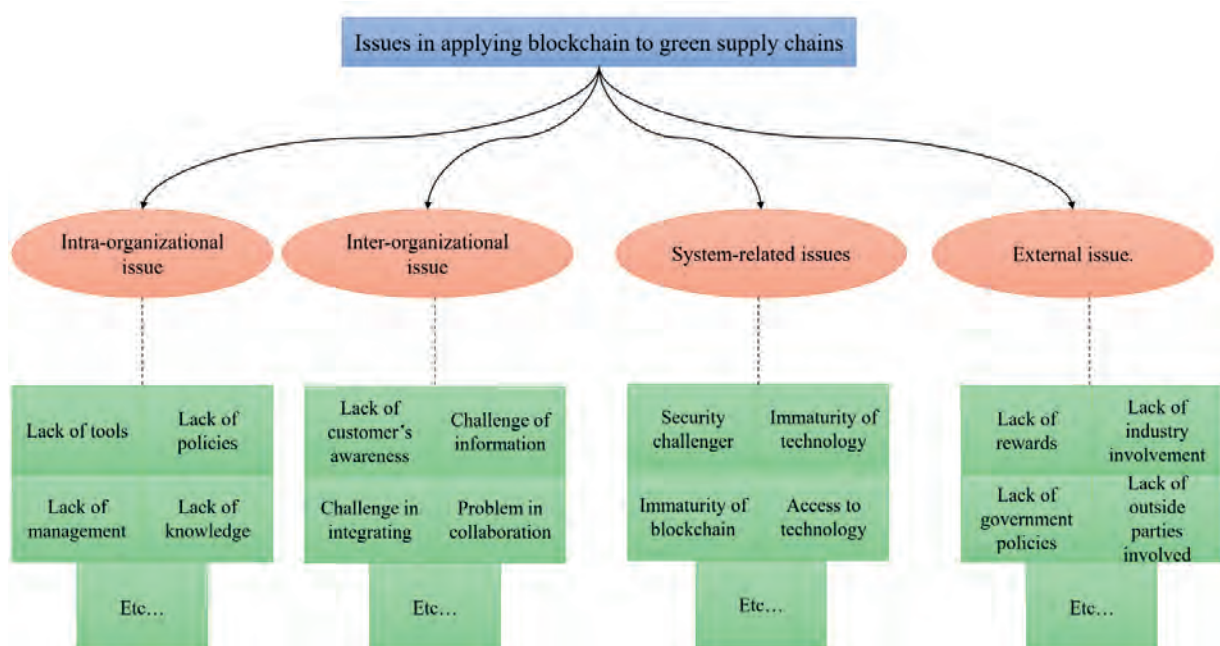 Issues in applying blockchain to green supply chains
Intra-organizational
issue
Inter-organizational
issue
System-related issues
External issue.
Lack of tools
Lack of
policies
Lack of
management
Lack of
knowledge
Etc…
Lack of
customer's
awareness
Challenge of
information
Challenge in
integrating
Problem in
collaboration
Etc…
Security
challenger
Immaturity of
technology
Immaturity of
blockchain
Access to
technology
Etc…
Lack of
rewards
Lack of
industry
involvement
Lack of
government
policies
Lack of
outside
parties
involved
Etc…